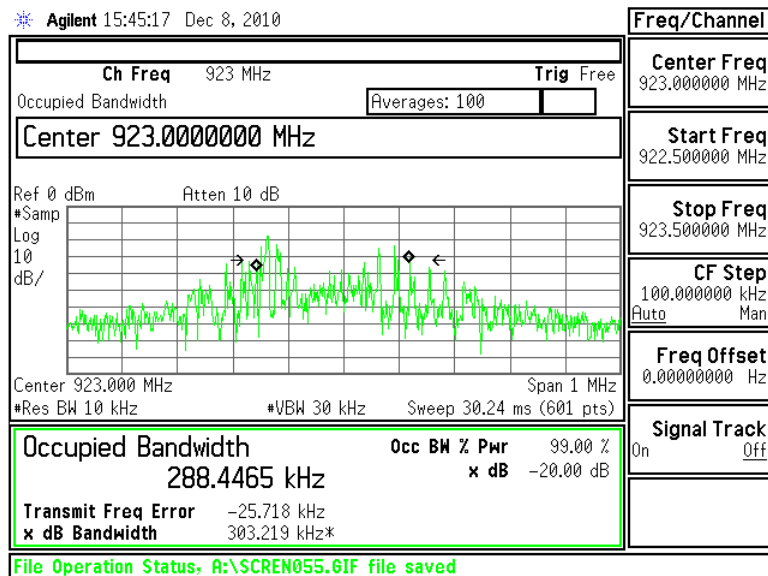 Agilent 15:45:17 Dec 8, 2010
Freq/Channel
Ch Freq 923 MHz Trig Free
Occupied Bandwidth Averages: 100
Center 923.0000000 MHz
Ref 0 dBm Atten 10 dB
#Samp
Log
10
dB/
Center 923.000 MHz Span 1 MHz
#Res BW 10 kHz #VBW 30 kHz Sweep 30.24 ms (601 pts)
Occupied Bandwidth Occ BW % Pwr 99.00 %
288.4465 kHz x dB -20.00 dB
Transmit Freq Error -25.718 kHz
x dB Bandwidth 303.219 kHz*
Center Freq
923.000000 MHz
Start Freq
922.500000 MHz
Stop Freq
923.500000 MHz
CF Step
100.000000 kHz
Auto Man
Freq Offset
0.00000000 Hz
Signal Track
On Off
File Operation Status, A:\SCREN055.GIF file saved